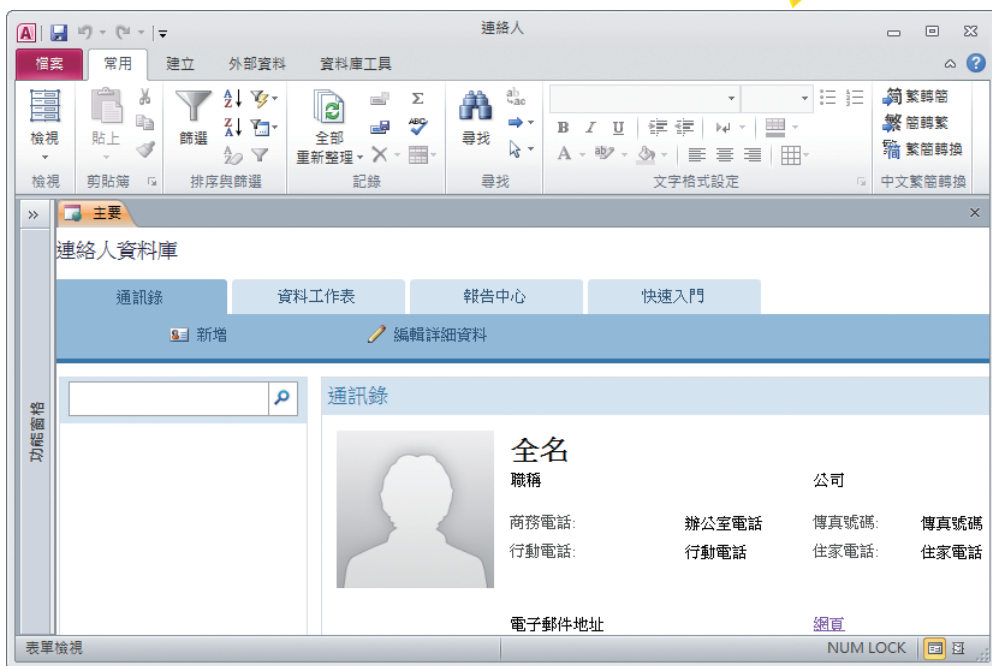 連絡人
檔案 常用 建立 外部資料 資料庫工具
檢視 貼上 篩選 全部重新整理 尋找 B I U 繁轉簡
簡轉繁
繁簡轉換
檢視 剪貼簿 排序與篩選 記錄 尋找 文字格式設定 中文繁簡轉換
主要
連絡人資料庫
通訊錄 資料工作表 報告中心 快速入門
新增 編輯詳細資料
功能窗格
通訊錄
全名
職稱 公司
商務電話: 辦公室電話 傳真號碼: 傳真號碼
行動電話: 行動電話 住家電話: 住家電話
電子郵件地址 網頁
表單檢視 NUM LOCK